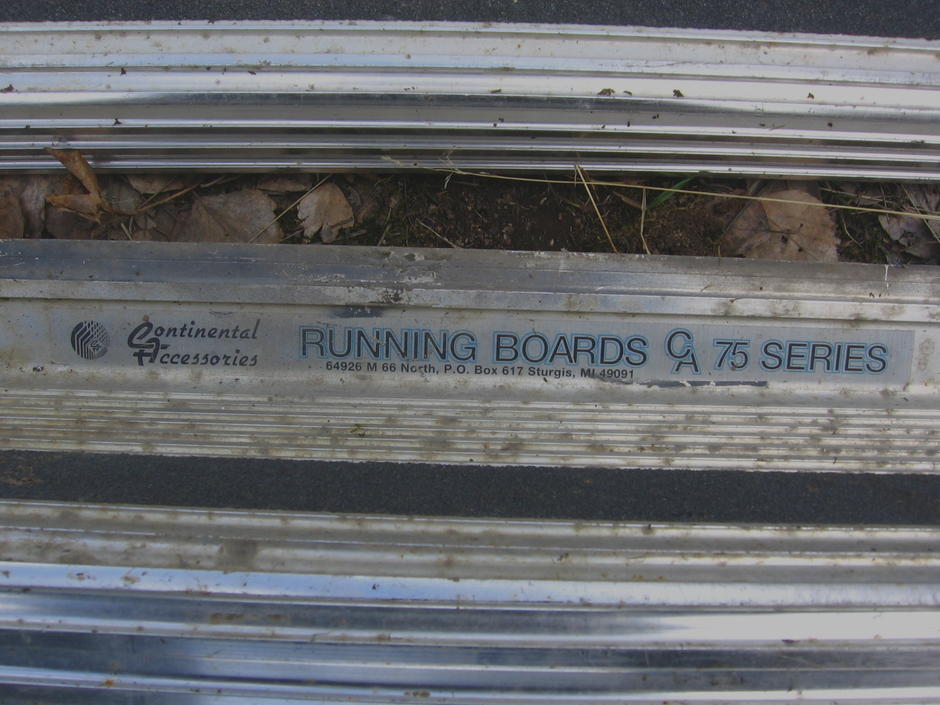 Continental
Accessories
RUNNING BOARDS CA 75 SERIES
64926 M 66 North, P.O. Box 617 Sturgis, MI 49091